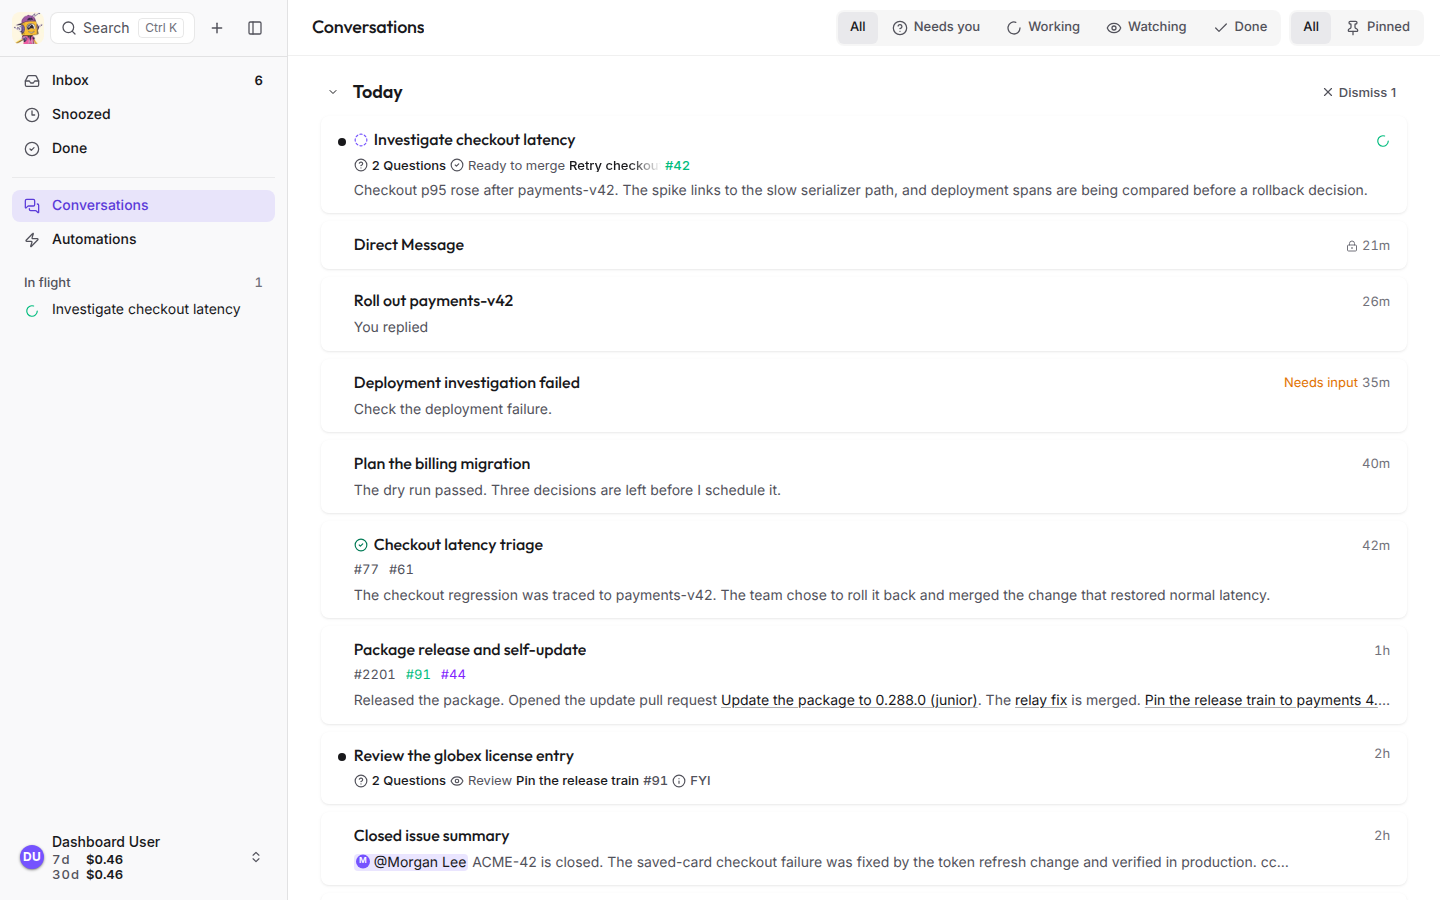 Search Ctrl K
Inbox 6
Snoozed
Done
Conversations
Automations
In flight 1
Investigate checkout latency
DU Dashboard User
7d $0.46
30d $0.46
Conversations
All Needs you Working Watching Done All Pinned
Today Dismiss 1
Investigate checkout latency
2 Questions Ready to merge Retry checkou #42
Checkout p95 rose after payments-v42. The spike links to the slow serializer path, and deployment spans are being compared before a rollback decision.
Direct Message 21m
Roll out payments-v42 26m
You replied
Deployment investigation failed Needs input 35m
Check the deployment failure.
Plan the billing migration 40m
The dry run passed. Three decisions are left before I schedule it.
Checkout latency triage 42m
#77 #61
The checkout regression was traced to payments-v42. The team chose to roll it back and merged the change that restored normal latency.
Package release and self-update 1h
#2201 #91 #44
Released the package. Opened the update pull request Update the package to 0.288.0 (junior). The relay fix is merged. Pin the release train to payments 4....
Review the globex license entry 2h
2 Questions Review Pin the release train #91 FYI
Closed issue summary 2h
M @Morgan Lee ACME-42 is closed. The saved-card checkout failure was fixed by the token refresh change and verified in production. cc...